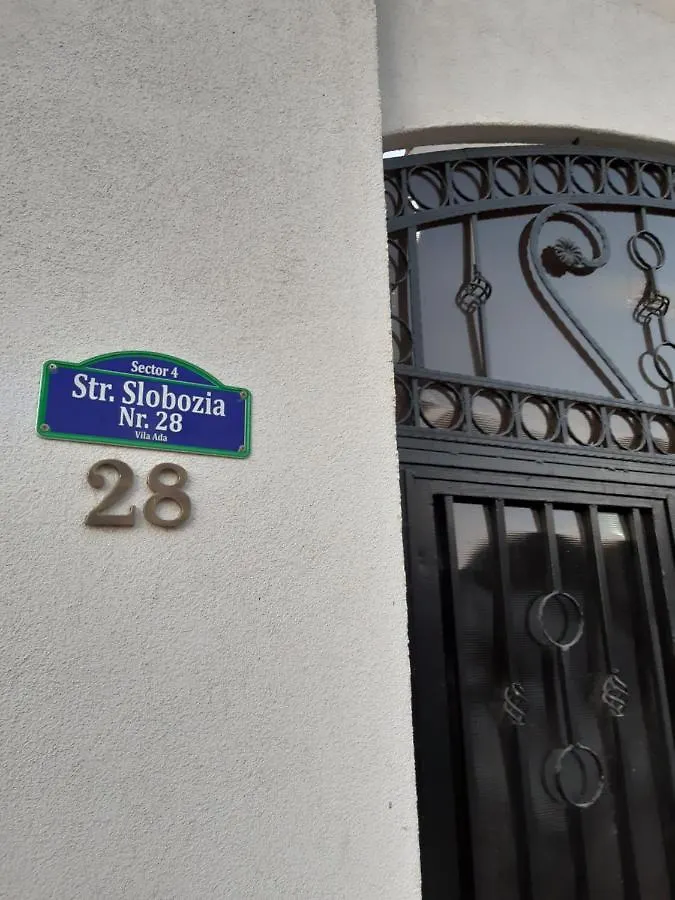 Sector 4
Str. Slobozia
Nr. 28
Vila Ada
28